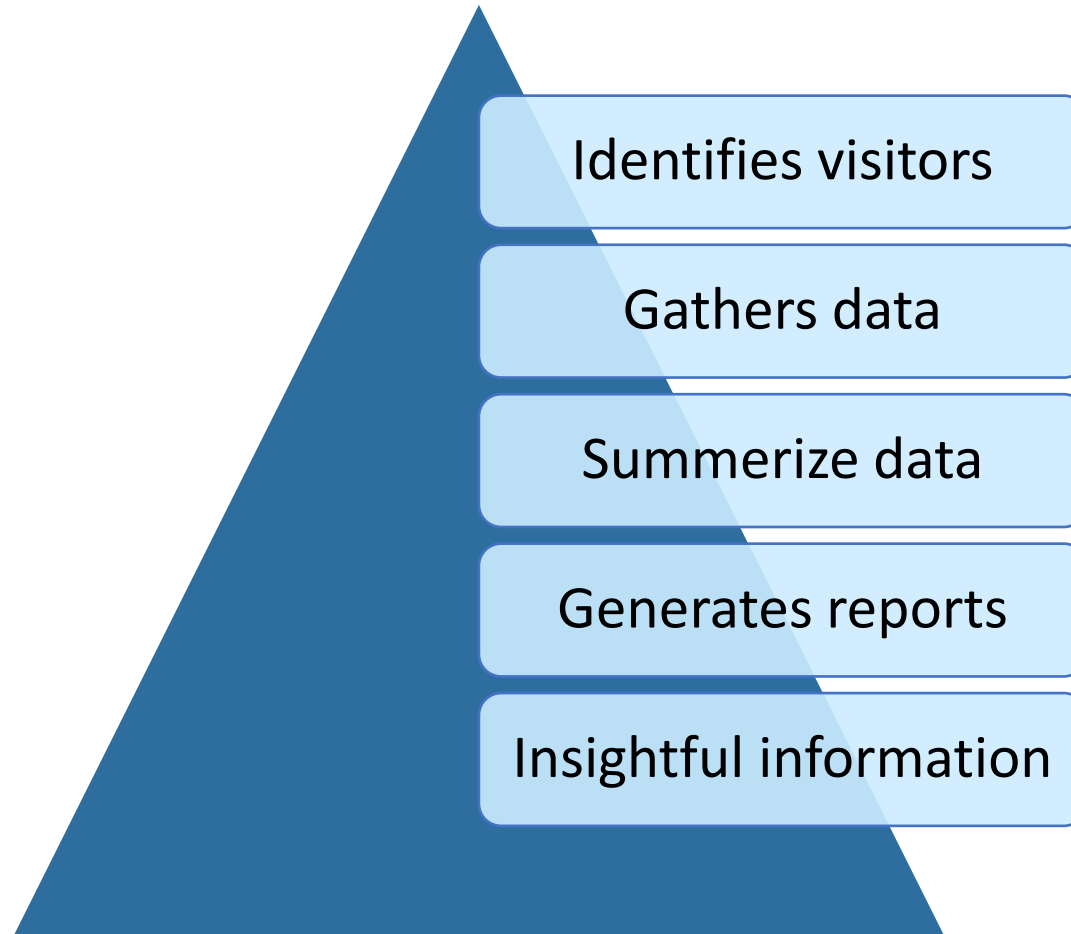 Identifies visitors
Gathers data
Summerize data
Generates reports
Insightful information